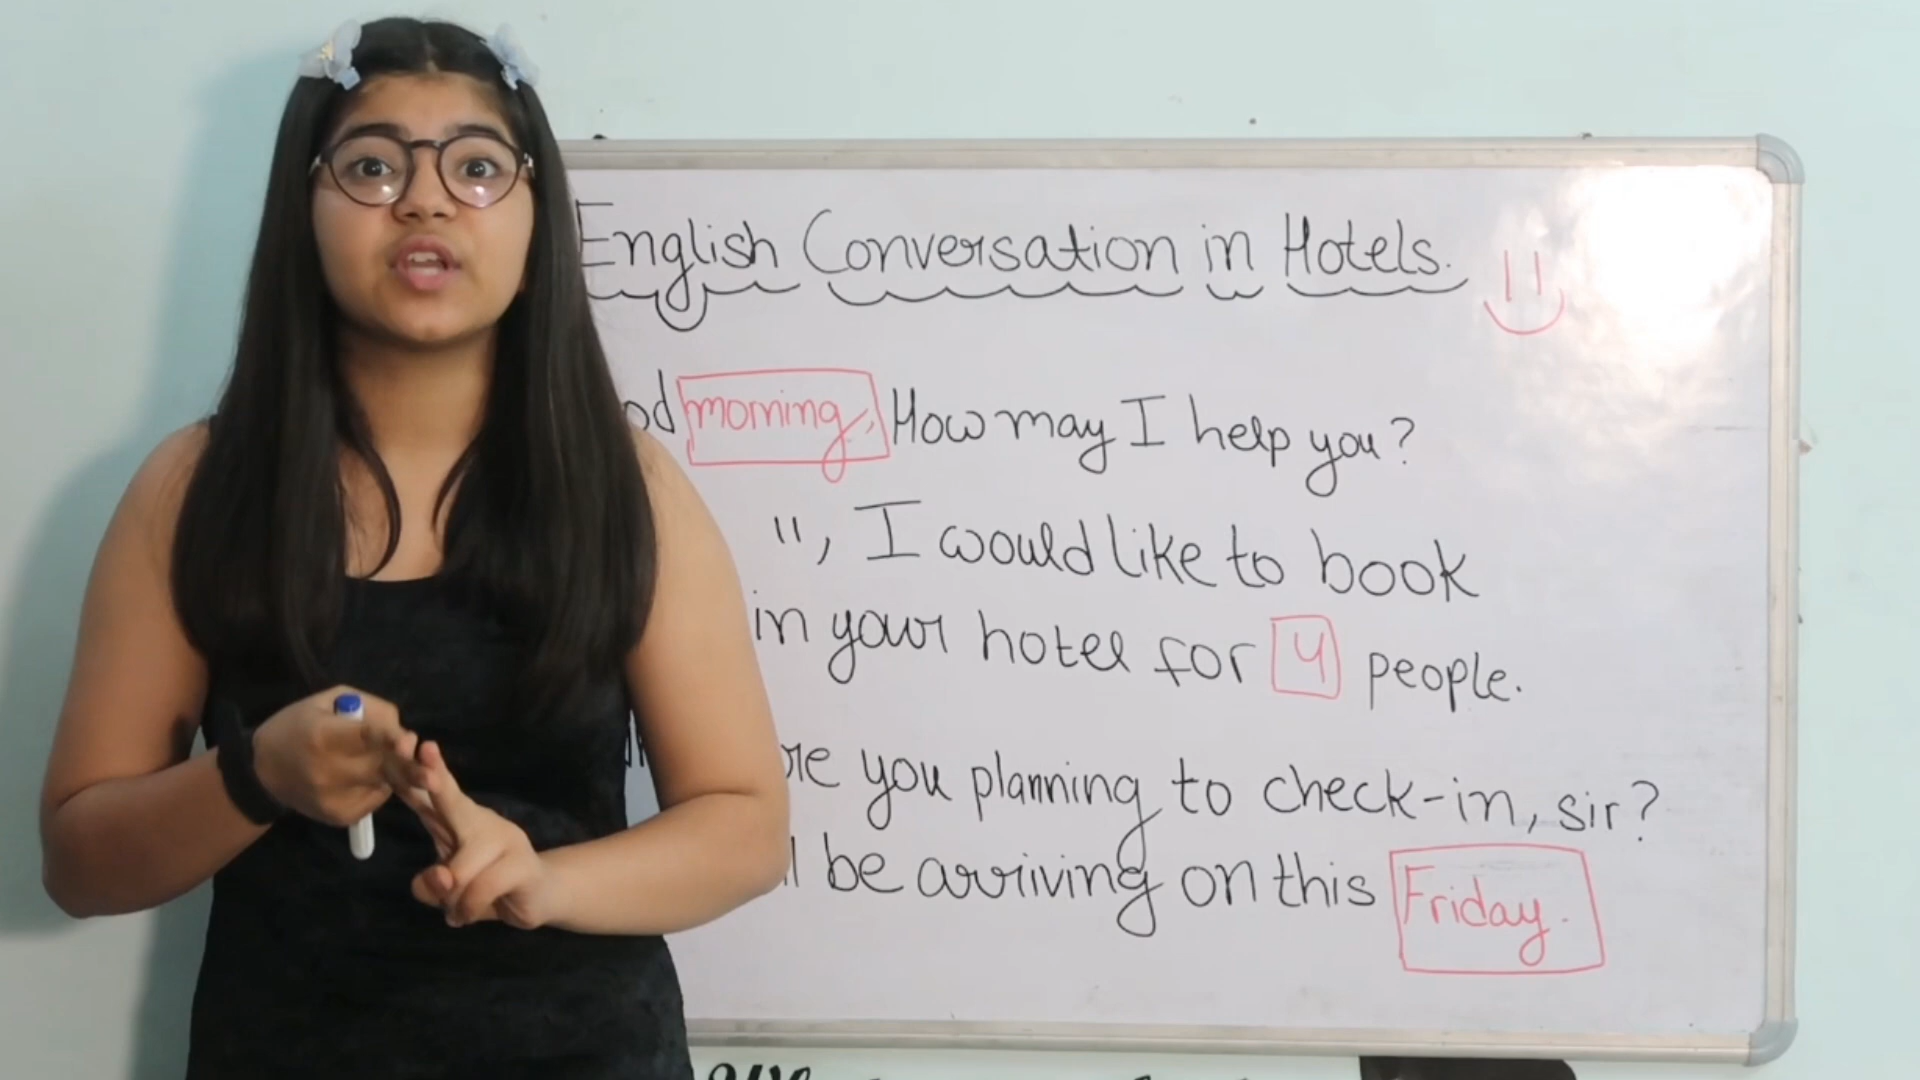 English Conversation in Hotels.
morning, How may I help you?
", I would like to book
in your hotel for 4 people.
you planning to check-in, sir?
be arriving on this Friday.